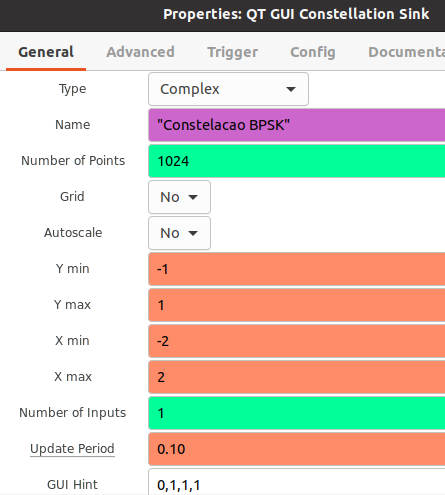 Properties: QT GUI Constellation Sink
General Advanced Trigger Config Documenta
Type Complex
Name "Constelacao BPSK"
Number of Points 1024
Grid No
Autoscale No
Y min -1
Y max 1
X min -2
X max 2
Number of Inputs 1
Update Period 0.10
GUI Hint 0,1,1,1